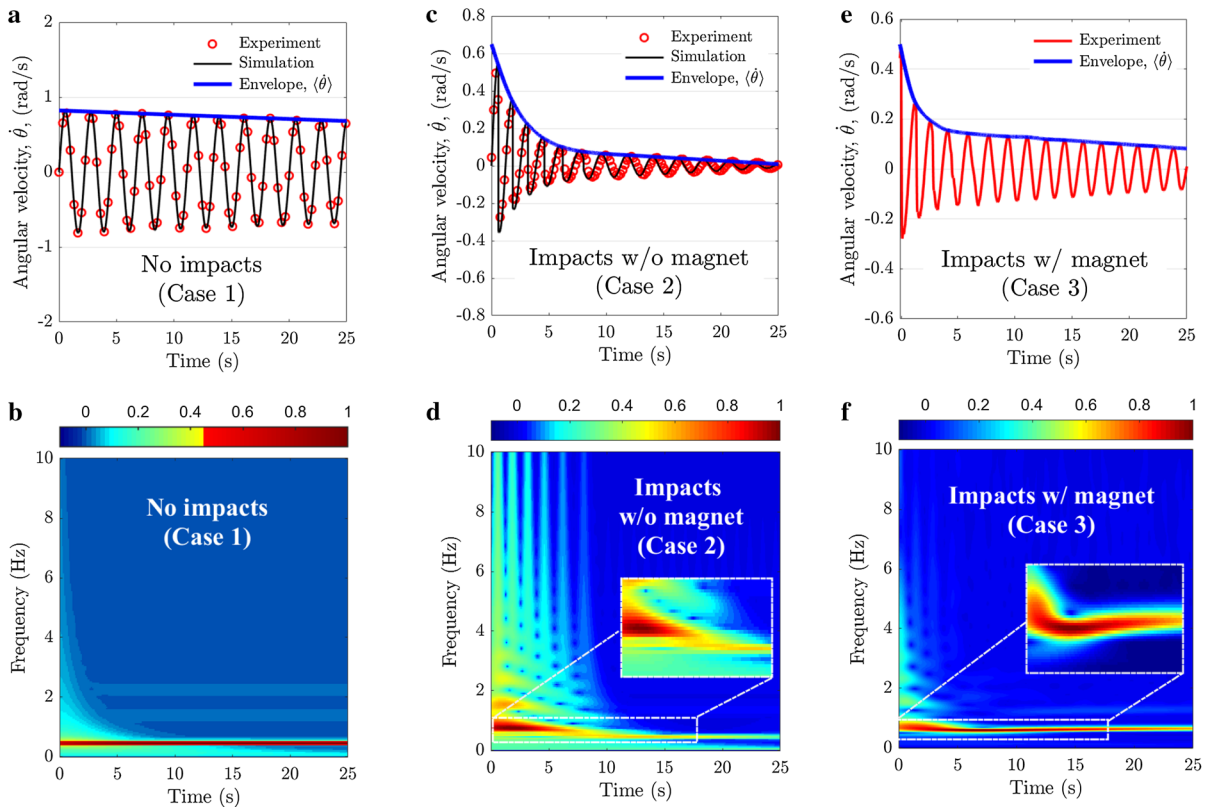 a
Angular velocity, θ̇, (rad/s)
2
1
0
-1
-2
Experiment
Simulation
Envelope, ⟨θ̇⟩
No impacts
(Case 1)
0 5 10 15 20 25
Time (s)
c
Angular velocity, θ̇, (rad/s)
0.8
0.6
0.4
0.2
0
-0.2
-0.4
-0.6
-0.8
Experiment
Simulation
Envelope, ⟨θ̇⟩
Impacts w/o magnet
(Case 2)
0 5 10 15 20 25
Time (s)
e
Angular velocity, θ̇, (rad/s)
0.6
0.4
0.2
0
-0.2
0.4
-0.6
Experiment
Envelope, ⟨θ̇⟩
Impacts w/ magnet
(Case 3)
0 5 10 15 20 25
Time (s)
b
0 0.2 0.4 0.6 0.8 1
Frequency (Hz)
10
8
6
4
2
0
No impacts
(Case 1)
0 5 10 15 20 25
Time (s)
d
0 0.2 0.4 0.6 0.8 1
Frequency (Hz)
10
8
6
4
2
0
Impacts
w/o magnet
(Case 2)
0 5 10 15 20 25
Time (s)
f
0 0.2 0.4 0.6 0.8 1
Frequency (Hz)
10
8
6
4
2
0
Impacts w/ magnet
(Case 3)
0 5 10 15 20 25
Time (s)